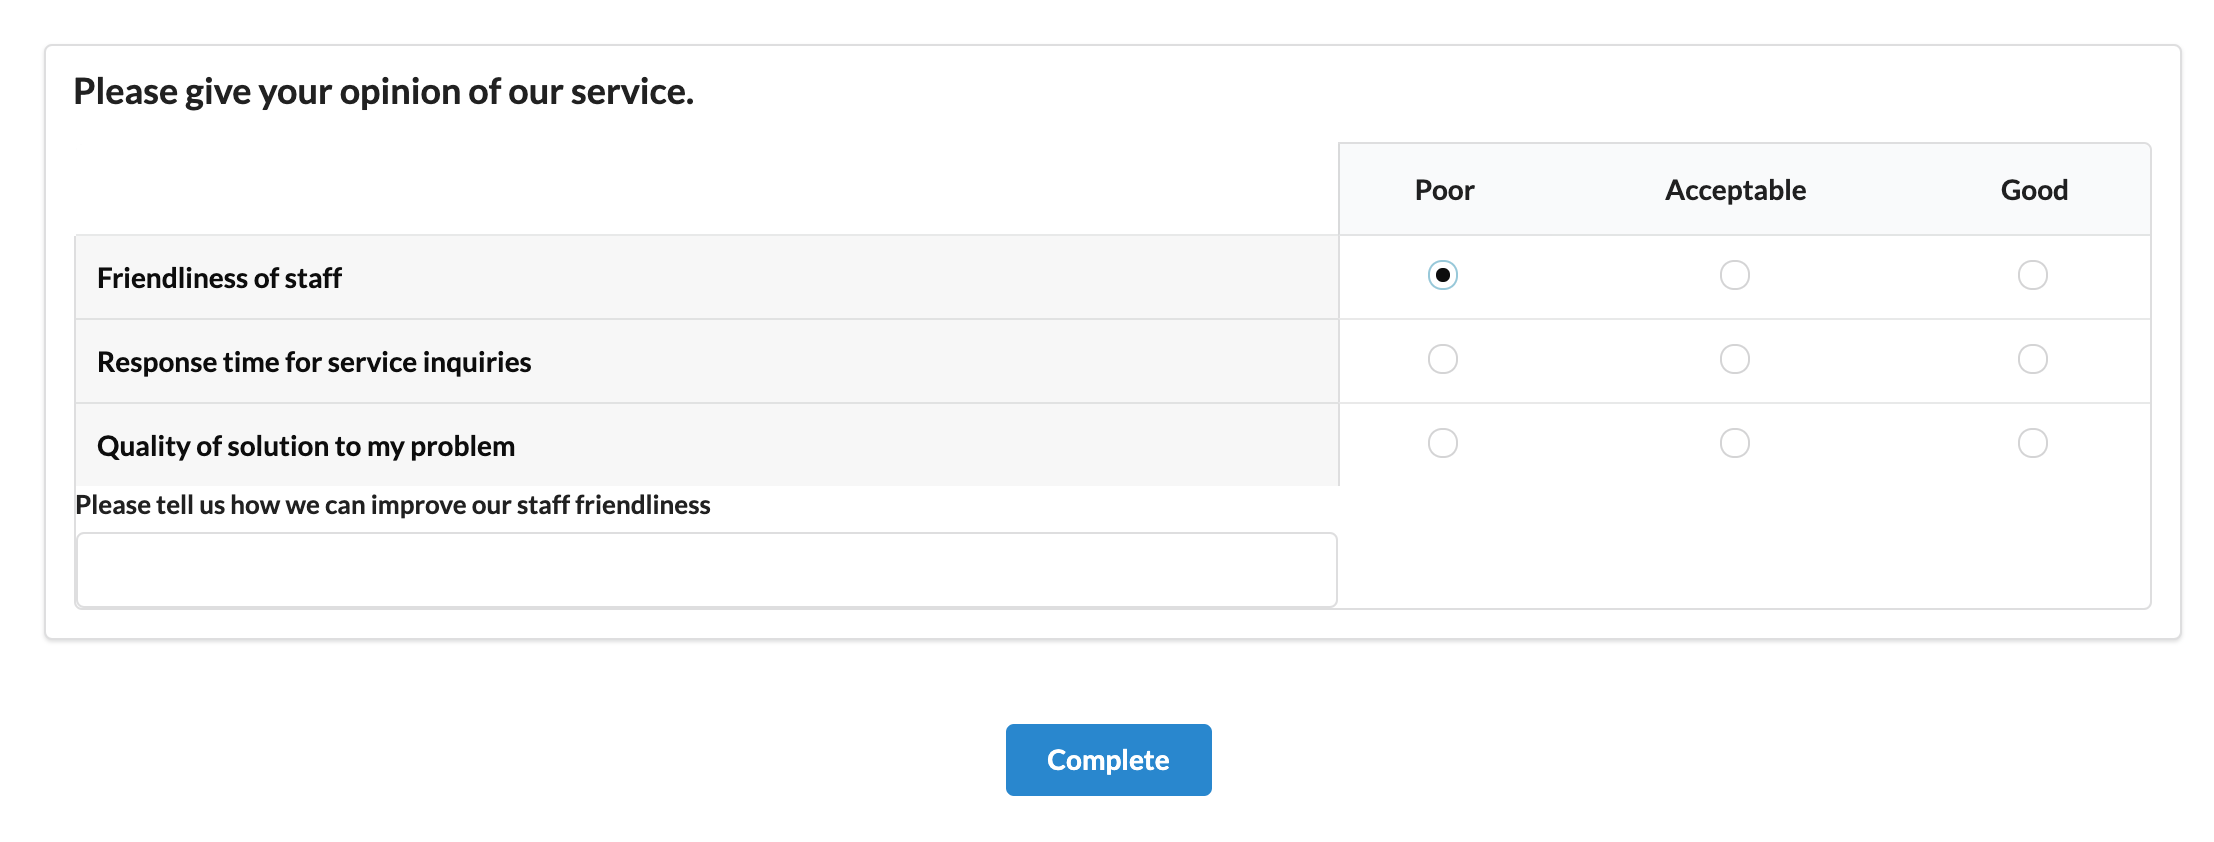 Please give your opinion of our service.
Poor Acceptable Good
Friendliness of staff
Response time for service inquiries
Quality of solution to my problem
Please tell us how we can improve our staff friendliness
Complete